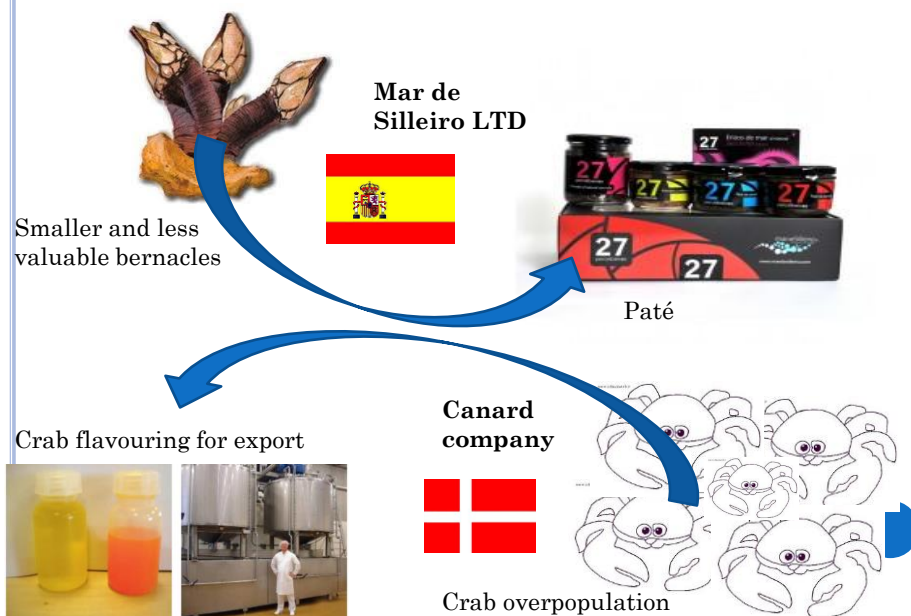 Mar de
Silleiro LTD
Smaller and less
valuable bernacles
27
27
27
27
27
27
27
Paté
Canard
company
Crab flavouring for export
Crab overpopulation